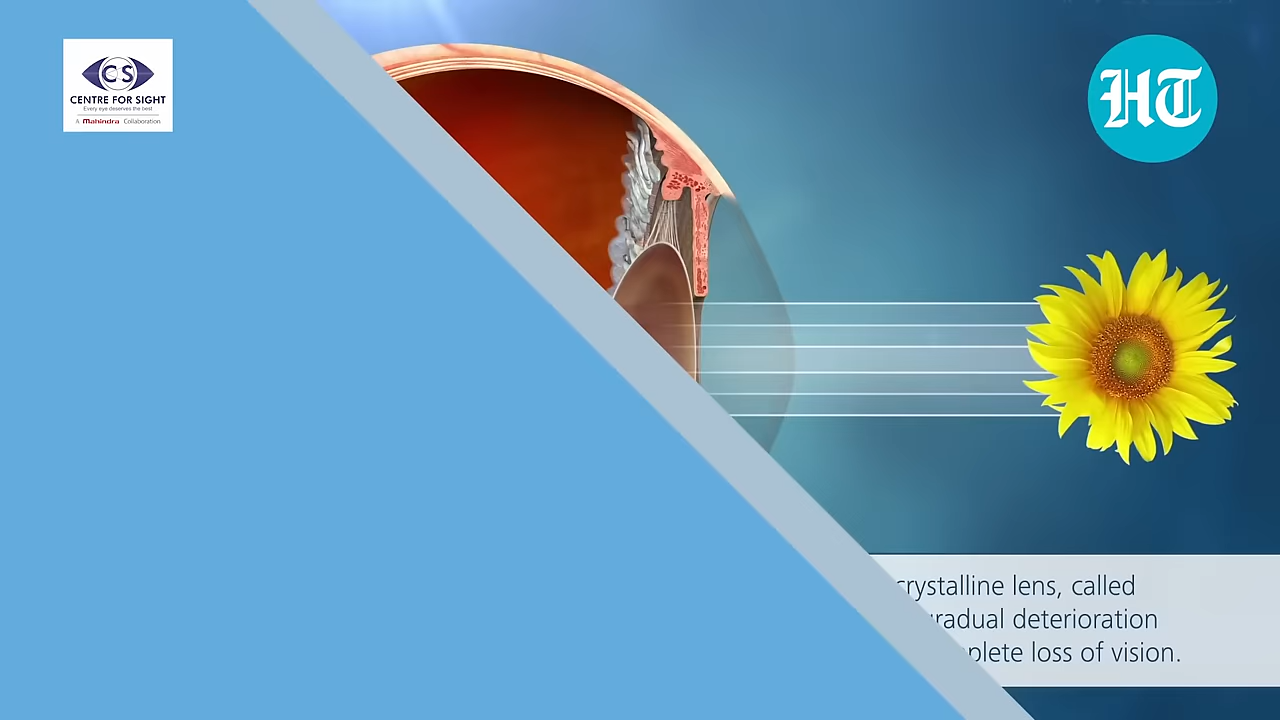 CS
CENTRE FOR SIGHT
Every eye deserves the best
A Mahindra Collaboration
HT
crystalline lens, called
gradual deterioration
plete loss of vision.